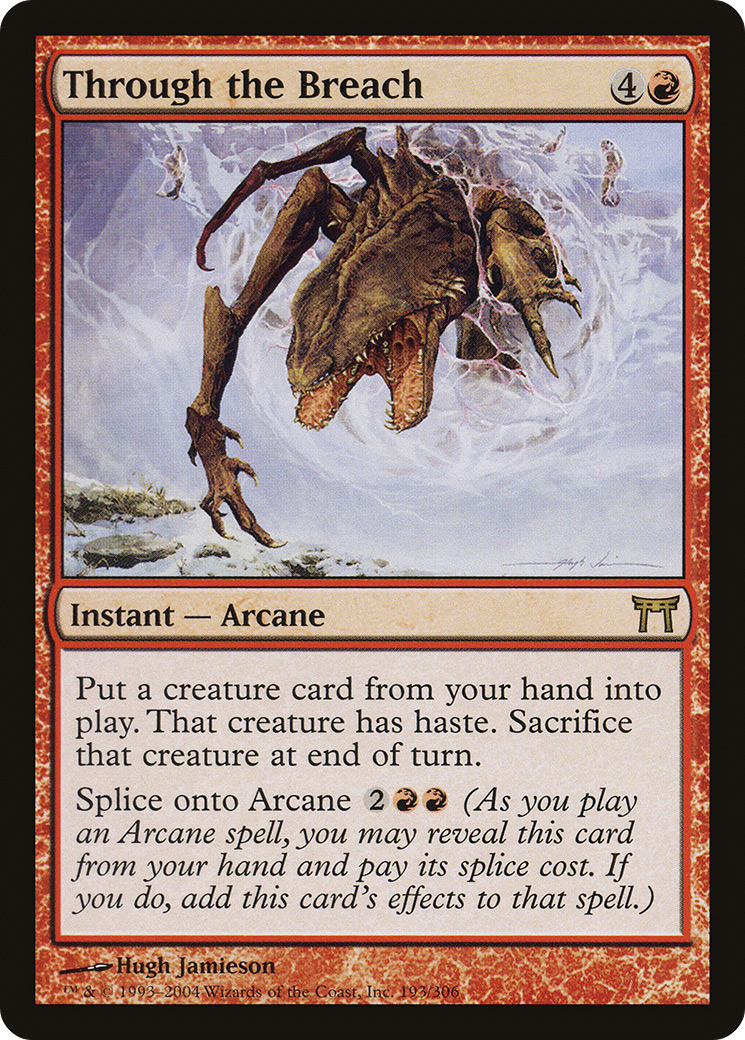 Through the Breach 4
Instant — Arcane
Put a creature card from your hand into
play. That creature has haste. Sacrifice
that creature at end of turn.
Splice onto Arcane 2 (As you play
an Arcane spell, you may reveal this card
from your hand and pay its splice cost. If
you do, add this card's effects to that spell.)
Hugh Jamieson
™ & © 1993–2004 Wizards of the Coast, Inc. 193/306